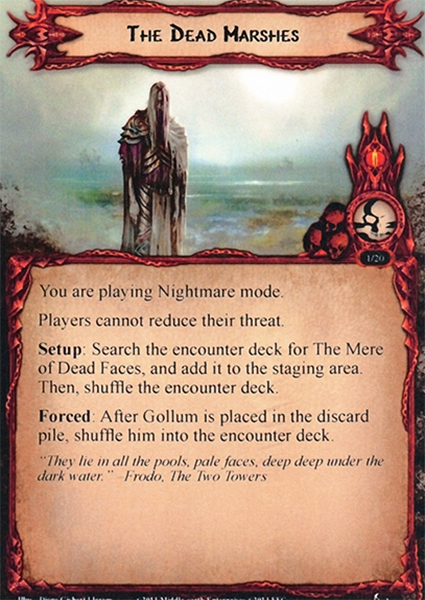 The Dead Marshes
1/20
You are playing Nightmare mode.
Players cannot reduce their threat.
Setup: Search the encounter deck for The Mere
of Dead Faces, and add it to the staging area.
Then, shuffle the encounter deck.
Forced: After Gollum is placed in the discard
pile, shuffle him into the encounter deck.
“They lie in all the pools, pale faces, deep deep under the
dark water.” –Frodo, The Two Towers